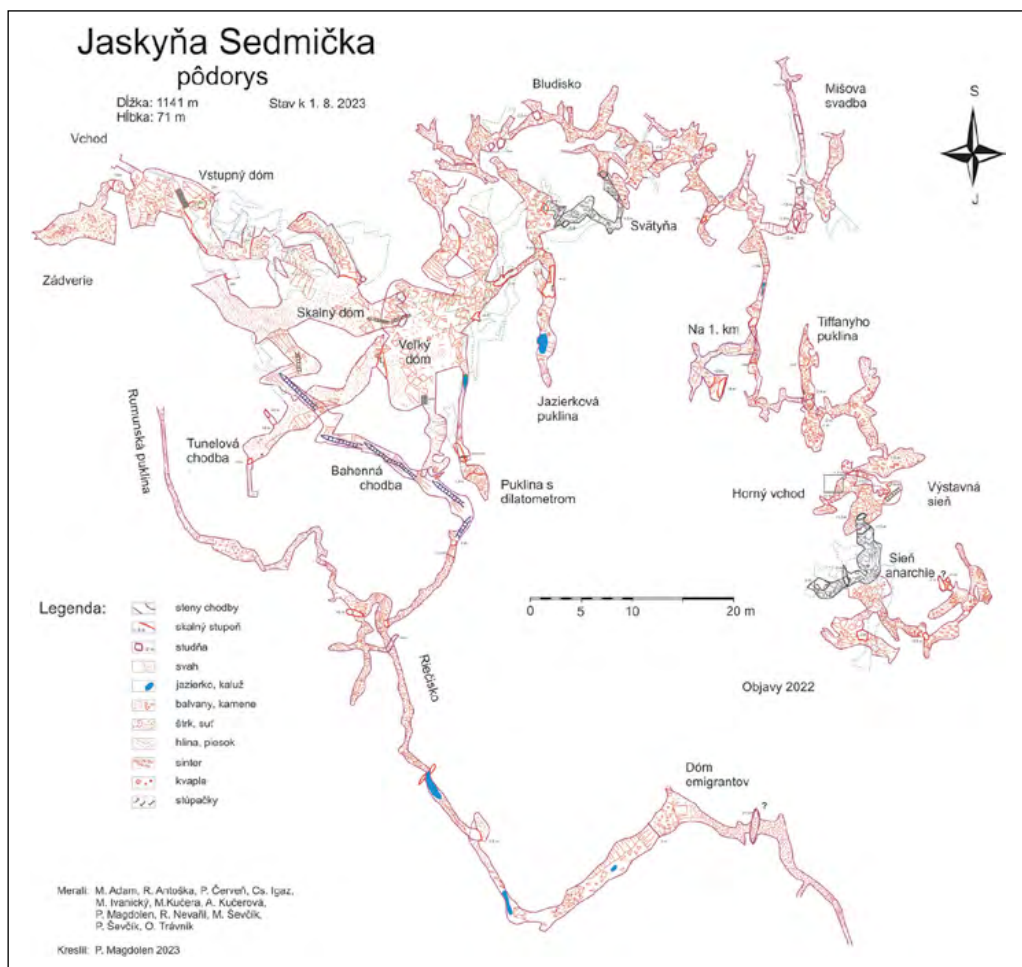 Jaskyňa Sedmička
pôdorys
Dĺžka: 1141 m
Hĺbka: 71 m
Stav k 1. 8. 2023
Vchod
Vstupný dóm
Zádverie
Bludisko
Mišova
svadba
S
J
Svätyňa
Skalný dóm
Veľký
dóm
Na 1. km
Tiffanyho
puklina
Jazierková
puklina
Rumunská puklina
Tunelová
chodba
Bahenná
chodba
Puklina s
dilatometrom
Horný vchod
Výstavná
sieň
Sieň
anarchie
?
0 5 10 20 m
Legenda:
steny chodby
skalný stupeň
studňa
svah
jazierko, kaluž
balvany, kamene
štrk, suť
hlina, piesok
sinter
kvaple
stúpačky
Riečisko
Objavy 2022
Dóm
emigrantov
?
Merali: M. Adam, R. Antoška, P. Červeň, Cs. Igaz,
M. Ivanický, M.Kučera, A. Kučerová,
P. Magdolen, R. Nevařil, M. Ševčík,
P. Ševčík, O. Trávnik
Kreslil: P. Magdolen 2023